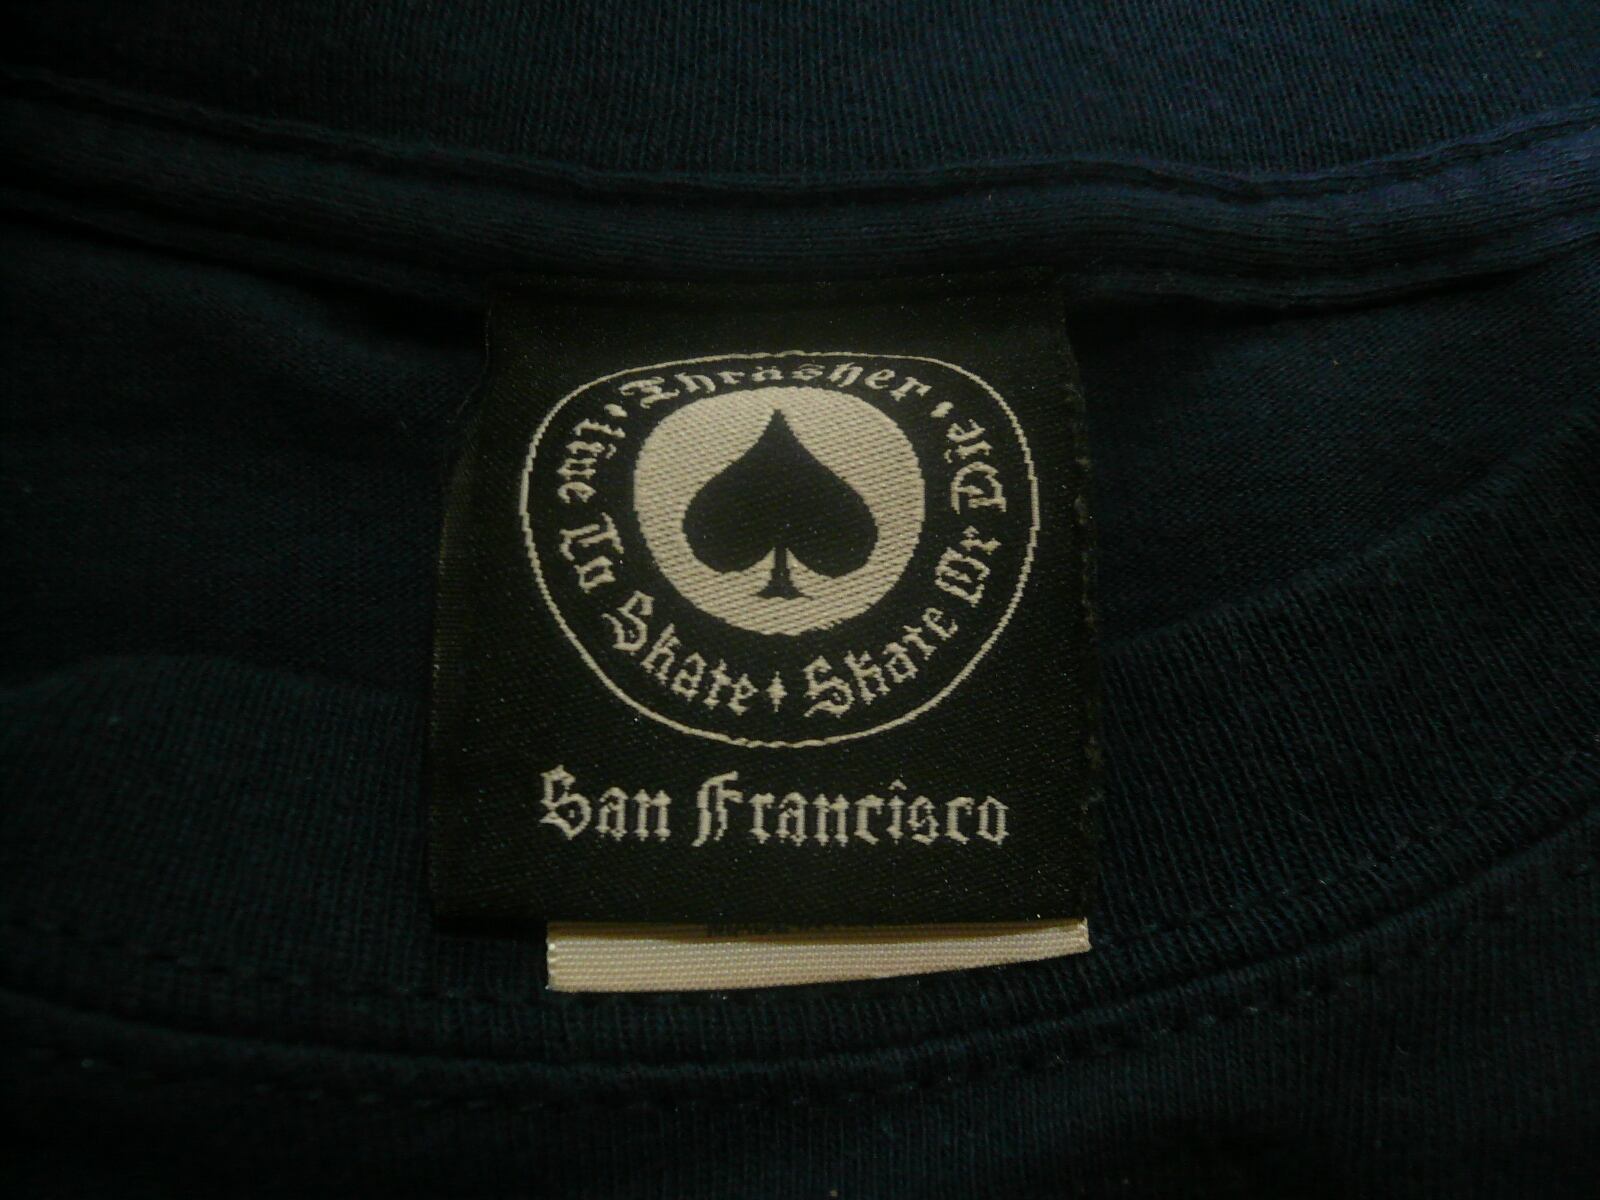 Thrasher
Live To Skate
Skate Or Die
San Francisco